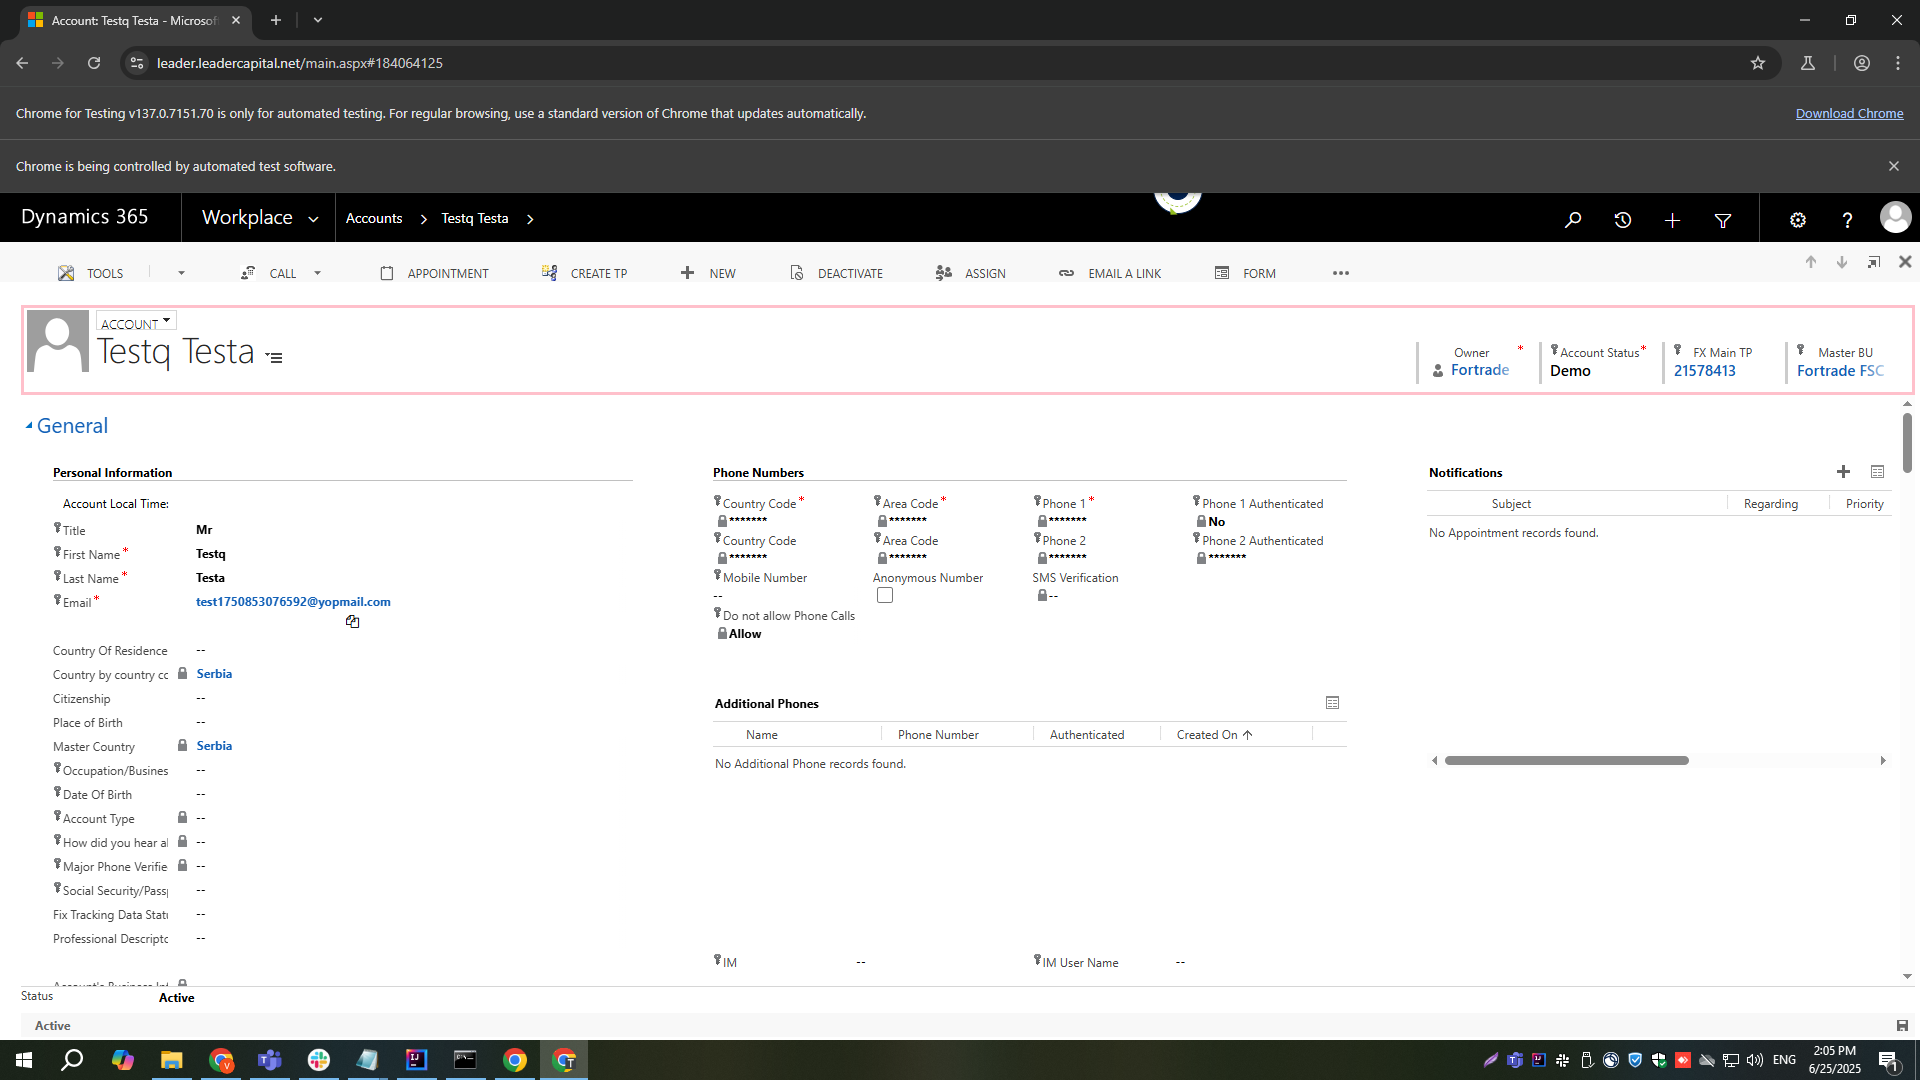 Account: Testq Testa - Microsof
leader.leadercapital.net/main.aspx#184064125
Chrome for Testing v137.0.7151.70 is only for automated testing. For regular browsing, use a standard version of Chrome that updates automatically.
Download Chrome
Chrome is being controlled by automated test software.
Dynamics 365
Workplace
Accounts
Testq Testa
TOOLS
CALL
APPOINTMENT
CREATE TP
NEW
DEACTIVATE
ASSIGN
EMAIL A LINK
FORM
ACCOUNT
Testq Testa
Owner *
Fortrade
Account Status *
Demo
FX Main TP
21578413
Master BU
Fortrade FSC
General
Personal Information
Account Local Time:
Title Mr
First Name * Testq
Last Name * Testa
Email * test1750853076592@yopmail.com
Country Of Residence --
Country by country cc Serbia
Citizenship --
Place of Birth --
Master Country Serbia
Occupation/Busines --
Date Of Birth --
Account Type --
How did you hear al --
Major Phone Verifie --
Social Security/Passp --
Fix Tracking Data Statu --
Professional Descriptc --
Phone Numbers
Country Code * Area Code * Phone 1 * Phone 1 Authenticated
******* ******* ******* No
Country Code Area Code Phone 2 Phone 2 Authenticated
******* ******* ******* *******
Mobile Number Anonymous Number SMS Verification
-- --
Do not allow Phone Calls
Allow
Additional Phones
Name Phone Number Authenticated Created On
No Additional Phone records found.
IM -- IM User Name --
Notifications
Subject Regarding Priority
No Appointment records found.
Status Active
Active
ENG
2:05 PM
6/25/2025
1